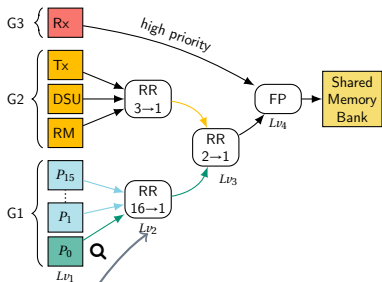 G3
Rx
high priority
G2
Tx
DSU
RM
RR
3→1
FP
Lv4
Shared
Memory
Bank
RR
2→1
Lv3
G1
P15
P1
P0
RR
16→1
Lv2
Lv1